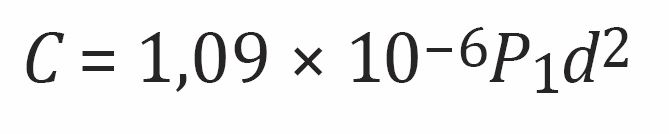 C = 1,09 × 10⁻⁶P₁d²